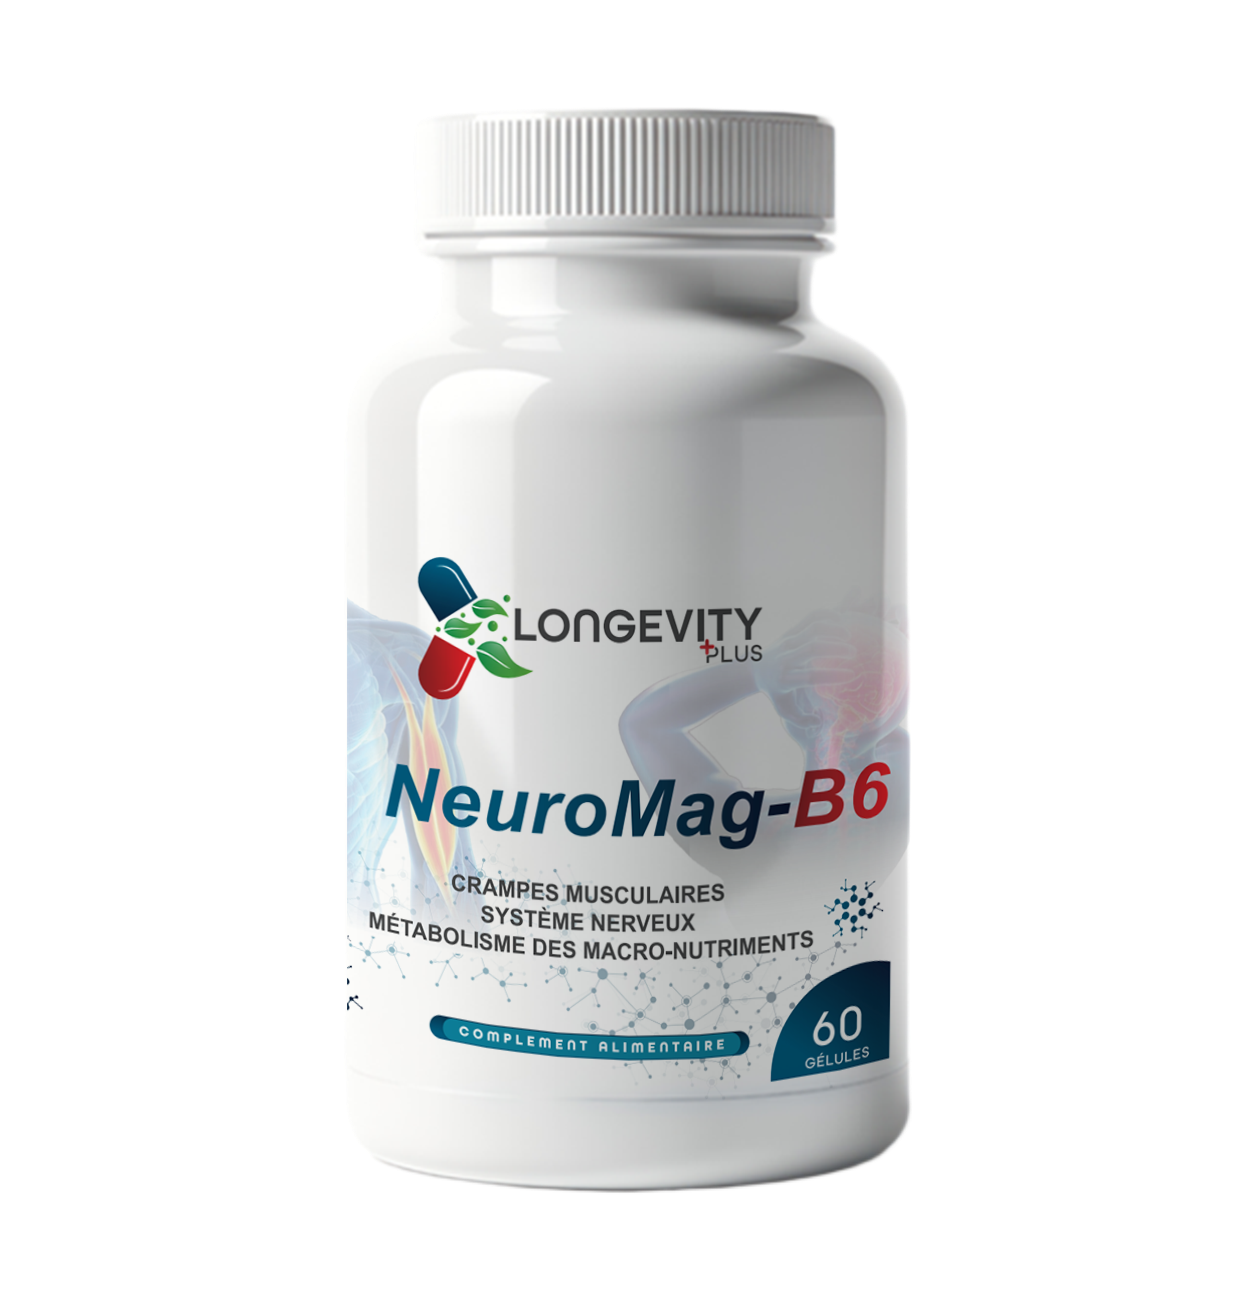 LONGEVITY
+PLUS
NeuroMag-B6
CRAMPES MUSCULAIRES
SYSTÈME NERVEUX
MÉTABOLISME DES MACRO-NUTRIMENTS
COMPLEMENT ALIMENTAIRE
60
GÉLULES